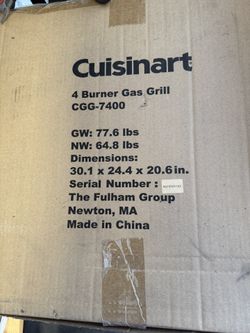 Cuisinart
4 Burner Gas Grill
CGG-7400
GW: 77.6 lbs
NW: 64.8 lbs
Dimensions:
30.1 x 24.4 x 20.6 in.
Serial Number :
The Fulham Group
Newton, MA
Made in China